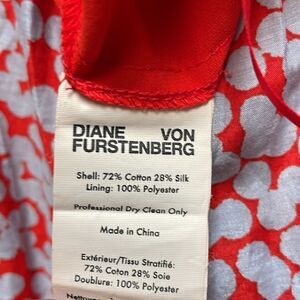 DIANE VON
FURSTENBERG
Shell: 72% Cotton 28% Silk
Lining: 100% Polyester
Professional Dry Clean Only
Made in China
Extérieur/Tissu Stratifié:
72% Coton 28% Soie
Doublure: 100% Polyester